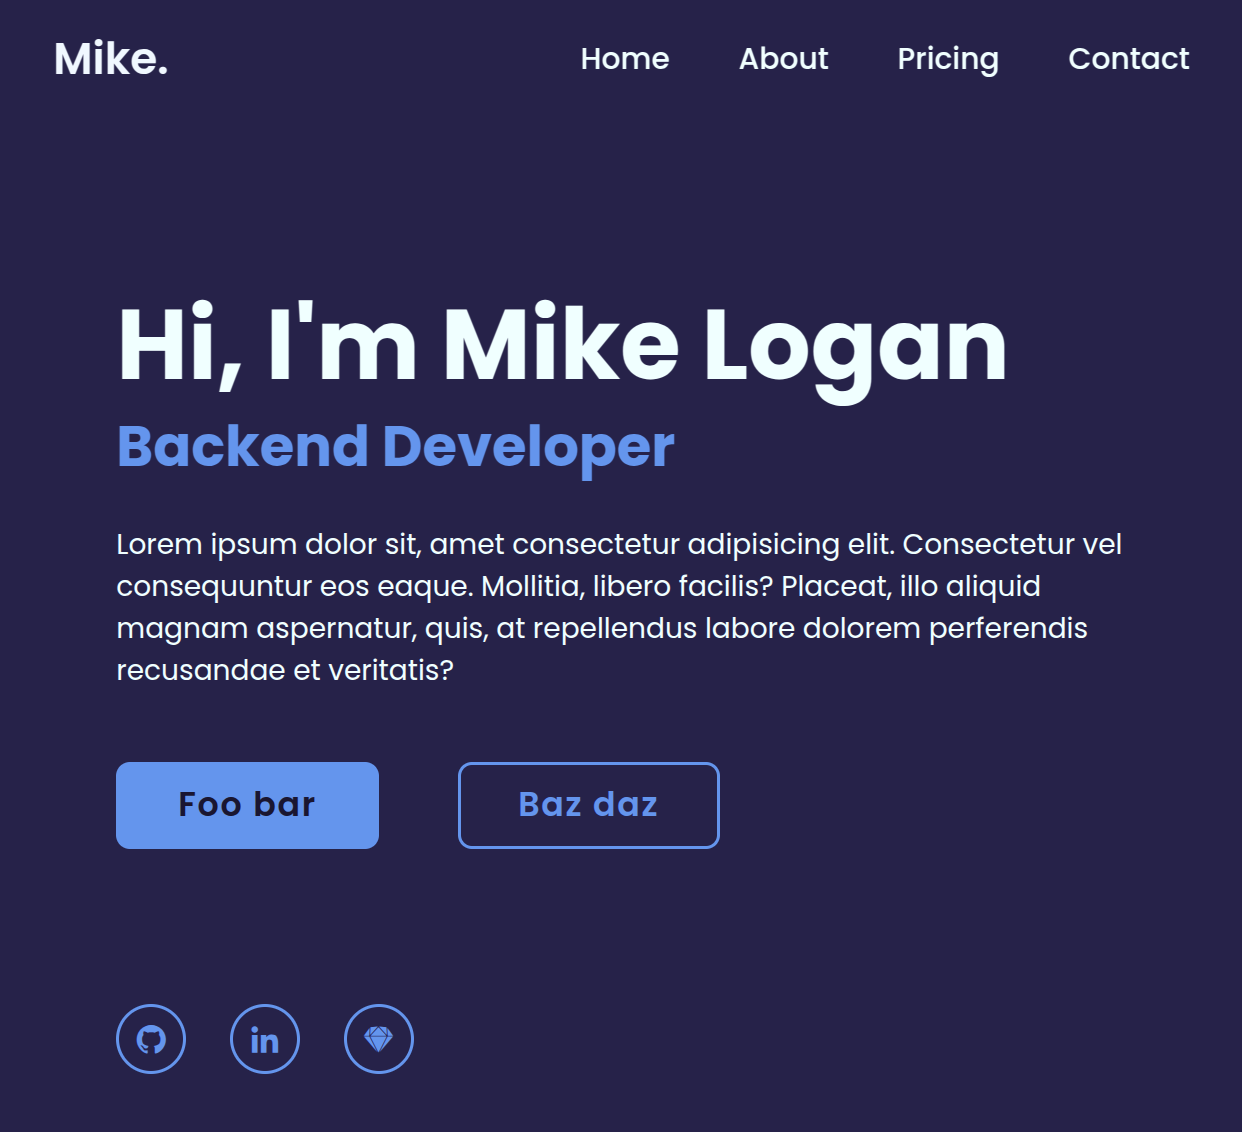 Mike.
Home About Pricing Contact
Hi, I'm Mike Logan
Backend Developer
Lorem ipsum dolor sit, amet consectetur adipisicing elit. Consectetur vel
consequuntur eos eaque. Mollitia, libero facilis? Placeat, illo aliquid
magnam aspernatur, quis, at repellendus labore dolorem perferendis
recusandae et veritatis?
Foo bar
Baz daz
in